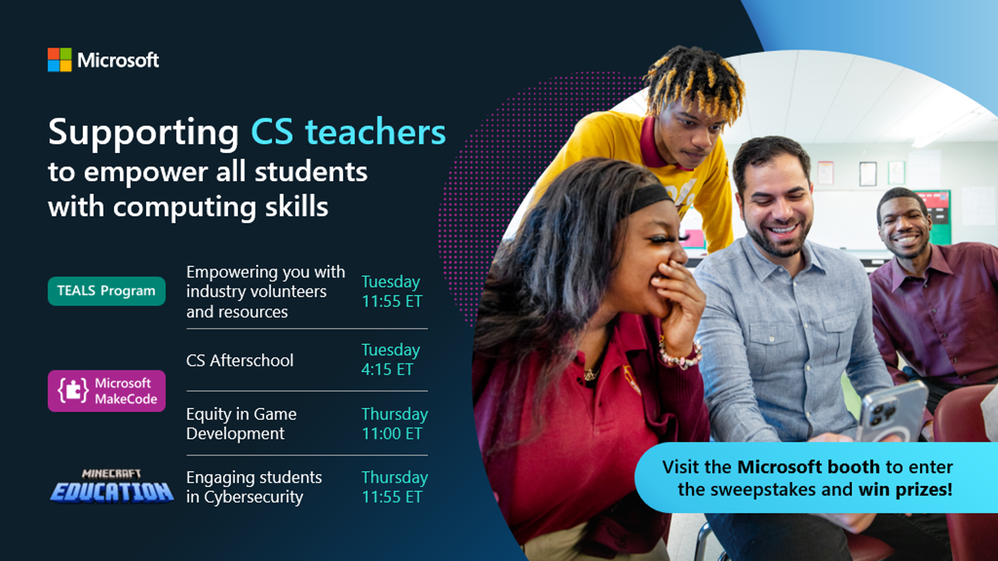 Microsoft
Supporting CS teachers
to empower all students
with computing skills
TEALS Program
Empowering you with
industry volunteers
and resources
Tuesday
11:55 ET
CS Afterschool
Tuesday
4:15 ET
Microsoft
MakeCode
Equity in Game
Development
Thursday
11:00 ET
MINECRAFT
EDUCATION
Engaging students
in Cybersecurity
Thursday
11:55 ET
Visit the Microsoft booth to enter
the sweepstakes and win prizes!